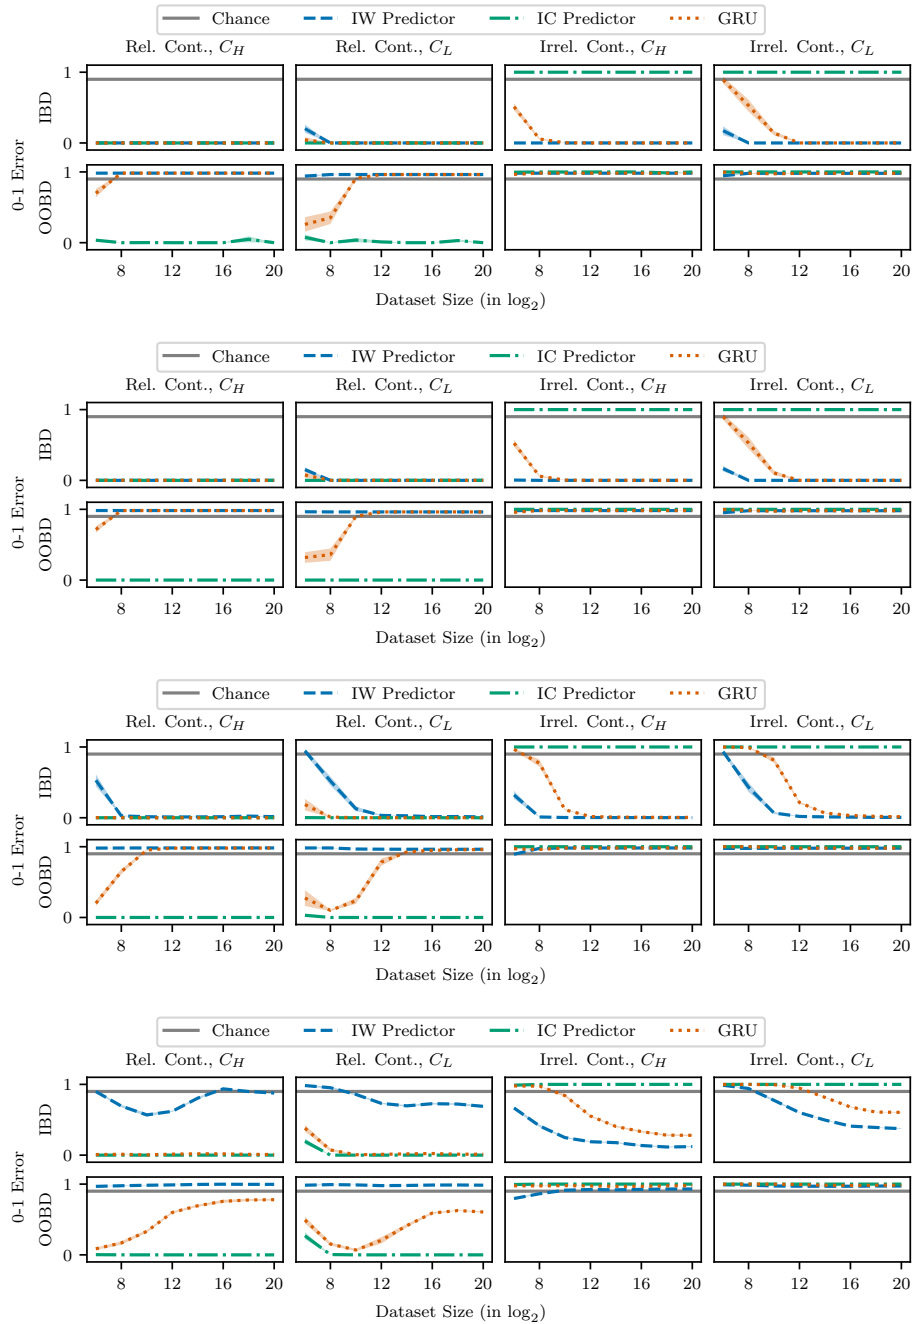 Chance IW Predictor IC Predictor GRU
Rel. Cont., C_H Rel. Cont., C_L Irrel. Cont., C_H Irrel. Cont., C_L
0-1 Error
IBD
1
0
OOBD
1
0
8 12 16 20 8 12 16 20 8 12 16 20 8 12 16 20
Dataset Size (in log_2)
Chance IW Predictor IC Predictor GRU
Rel. Cont., C_H Rel. Cont., C_L Irrel. Cont., C_H Irrel. Cont., C_L
0-1 Error
IBD
1
0
OOBD
1
0
8 12 16 20 8 12 16 20 8 12 16 20 8 12 16 20
Dataset Size (in log_2)
Chance IW Predictor IC Predictor GRU
Rel. Cont., C_H Rel. Cont., C_L Irrel. Cont., C_H Irrel. Cont., C_L
0-1 Error
IBD
1
0
OOBD
1
0
8 12 16 20 8 12 16 20 8 12 16 20 8 12 16 20
Dataset Size (in log_2)
Chance IW Predictor IC Predictor GRU
Rel. Cont., C_H Rel. Cont., C_L Irrel. Cont., C_H Irrel. Cont., C_L
0-1 Error
IBD
1
0
OOBD
1
0
8 12 16 20 8 12 16 20 8 12 16 20 8 12 16 20
Dataset Size (in log_2)